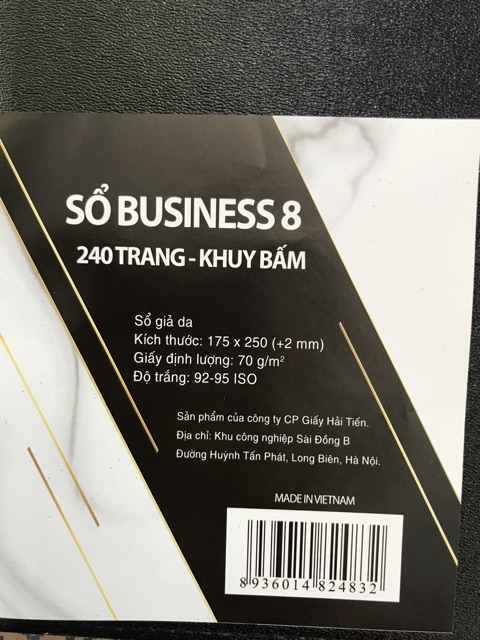 SỔ BUSINESS 8
240 TRANG - KHUY BẤM
Sổ giả da
Kích thước: 175 x 250 (+2 mm)
Giấy định lượng: 70 g/m²
Độ trắng: 92-95 ISO
Sản phẩm của công ty CP Giấy Hải Tiến.
Địa chỉ: Khu công nghiệp Sài Đồng B
Đường Huỳnh Tấn Phát, Long Biên, Hà Nội.
MADE IN VIETNAM
8 936014 824832